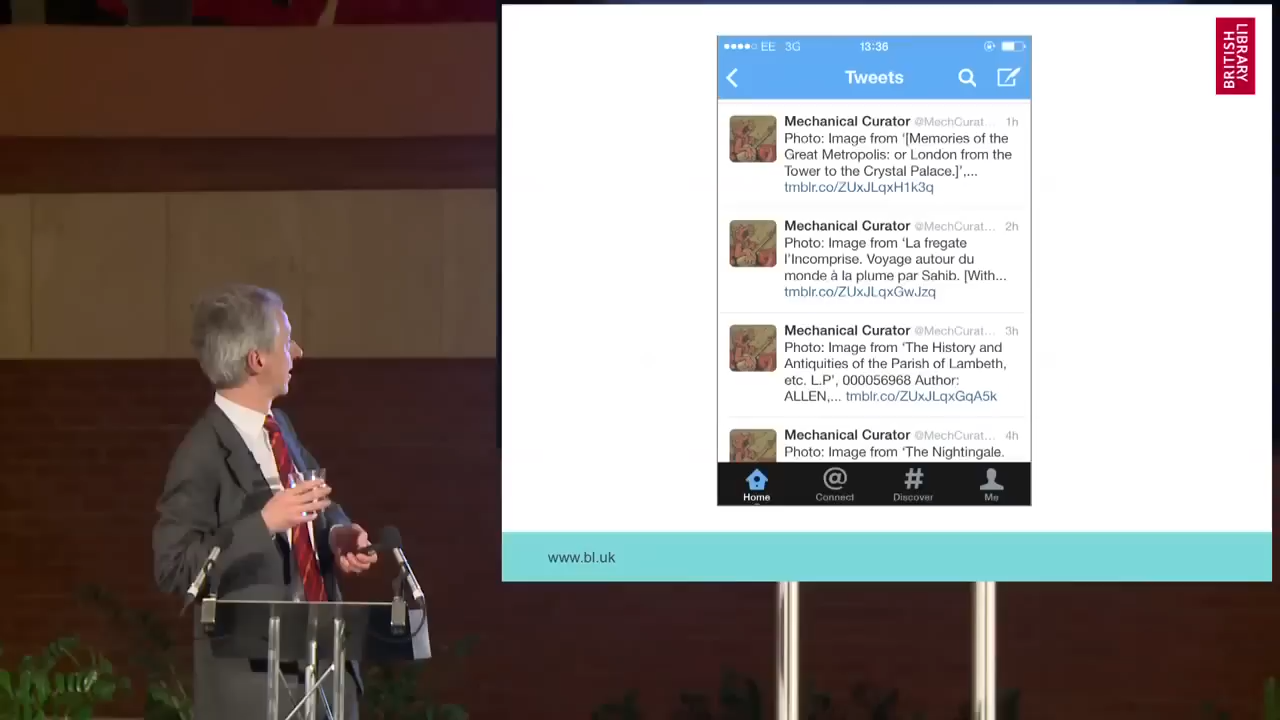 BRITISH
LIBRARY
EE 3G 13:36
Tweets
Mechanical Curator @MechCurat... 1h
Photo: Image from ‘[Memories of the
Great Metropolis: or London from the
Tower to the Crystal Palace.]’,...
tmblr.co/ZUxJLqxH1k3q
Mechanical Curator @MechCurat... 2h
Photo: Image from ‘La fregate
l’Incomprise. Voyage autour du
monde à la plume par Sahib. [With...
tmblr.co/ZUxJLqxGwJzq
Mechanical Curator @MechCurat... 3h
Photo: Image from ‘The History and
Antiquities of the Parish of Lambeth,
etc. L.P’, 000056968 Author:
ALLEN,... tmblr.co/ZUxJLqxGqA5k
Mechanical Curator @MechCurat... 4h
Photo: Image from ‘The Nightingale.
Home Connect Discover Me
www.bl.uk